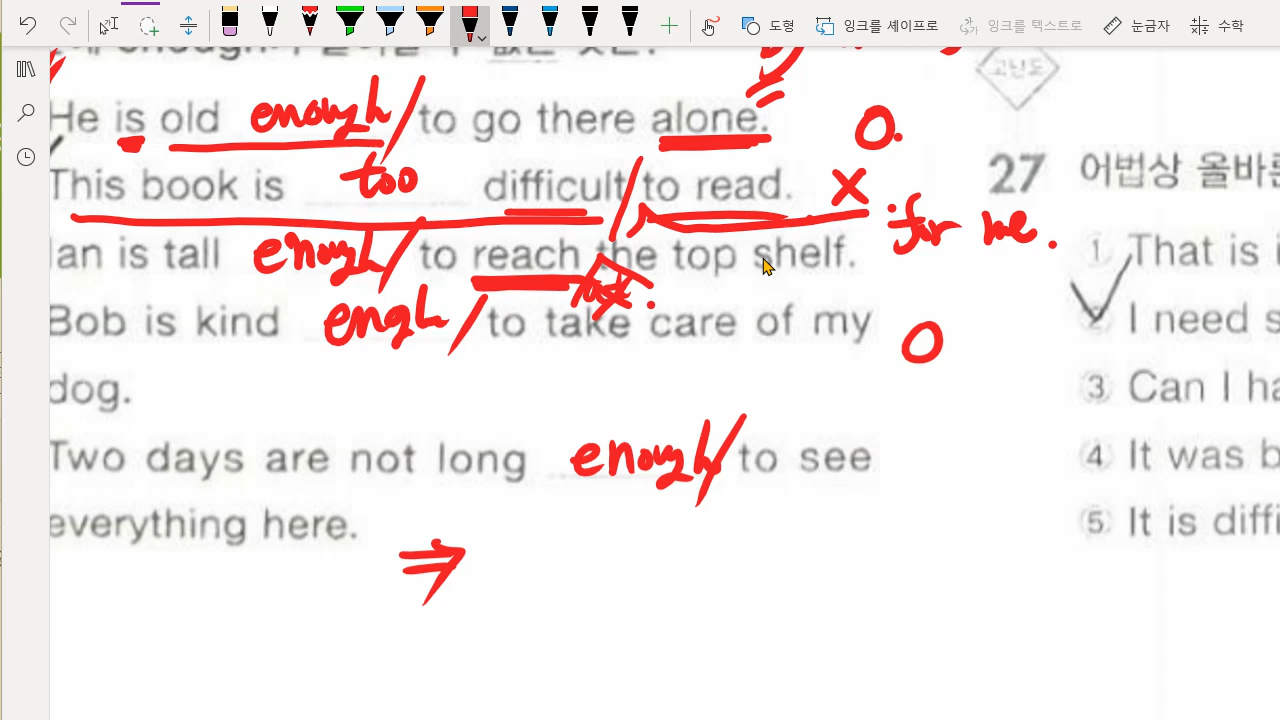 도형 잉크를 셰이프로 잉크를 텍스트로 눈금자 수학
고난도
He is old enough / to go there alone. O.
This book is too difficult / to read. X
for me.
Ian is tall enough / to reach the top shelf.
Bob is kind engh / to take care of my O
dog.
Two days are not long enough / to see
everything here.
⇒
27 어법상 올바른
① That is i
② I need s
③ Can I ha
④ It was b
⑤ It is diffi